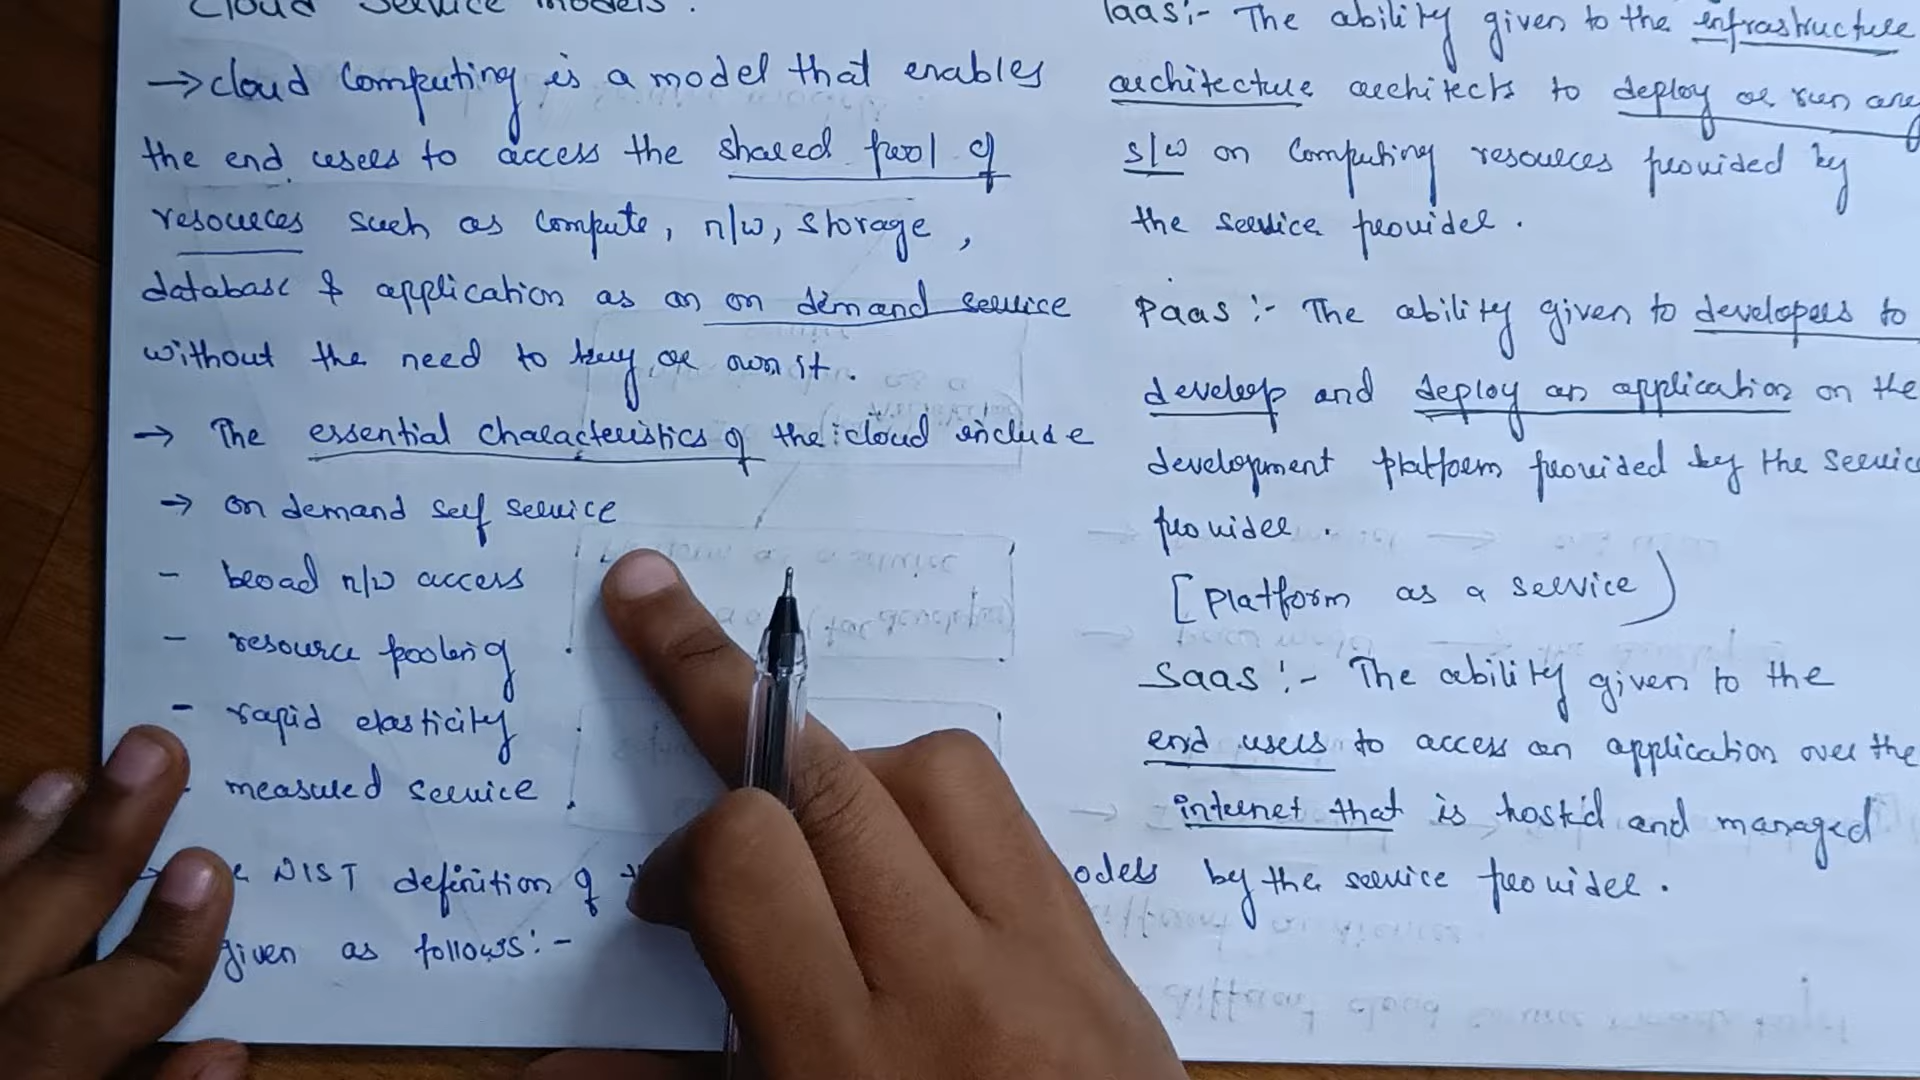 Cloud Service Models :
→ cloud Computing is a model that enables
the end users to access the shared pool of
resources such as Compute, n/w, storage,
database & application as an on demand service
without the need to buy or own it.
→ The essential characteristics of the cloud include
→ on demand self service
- broad n/w access
- resource pooling
- rapid elasticity
- measured service
NIST definition of
given as follows:-
Iaas:- The ability given to the infrastructure
architecture architects to deploy or run any
s/w on Computing resources provided by
the service provider.
Paas:- The ability given to developers to
develop and deploy an application on the
development platform provided by the service
provider.
[Platform as a service)
Saas:- The ability given to the
end users to access an application over the
internet that is hostd and managed
by the service provider.